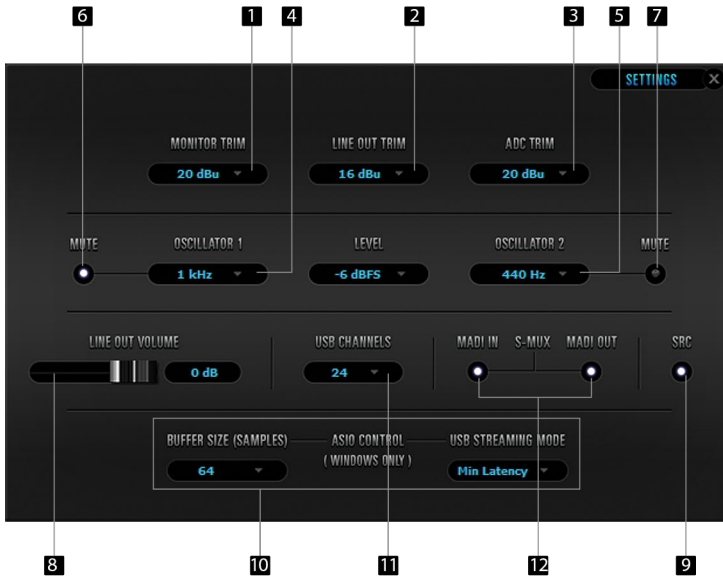 6 1 4 2 3 5 7
SETTINGS X
MONITOR TRIM LINE OUT TRIM ADC TRIM
20 dBu 16 dBu 20 dBu
MUTE OSCILLATOR 1 LEVEL OSCILLATOR 2 MUTE
1 kHz -6 dBFS 440 Hz
LINE OUT VOLUME USB CHANNELS MADI IN S-MUX MADI OUT SRC
0 dB 24
BUFFER SIZE (SAMPLES) ASIO CONTROL USB STREAMING MODE
( WINDOWS ONLY )
64 Min Latency
8 10 11 12 9